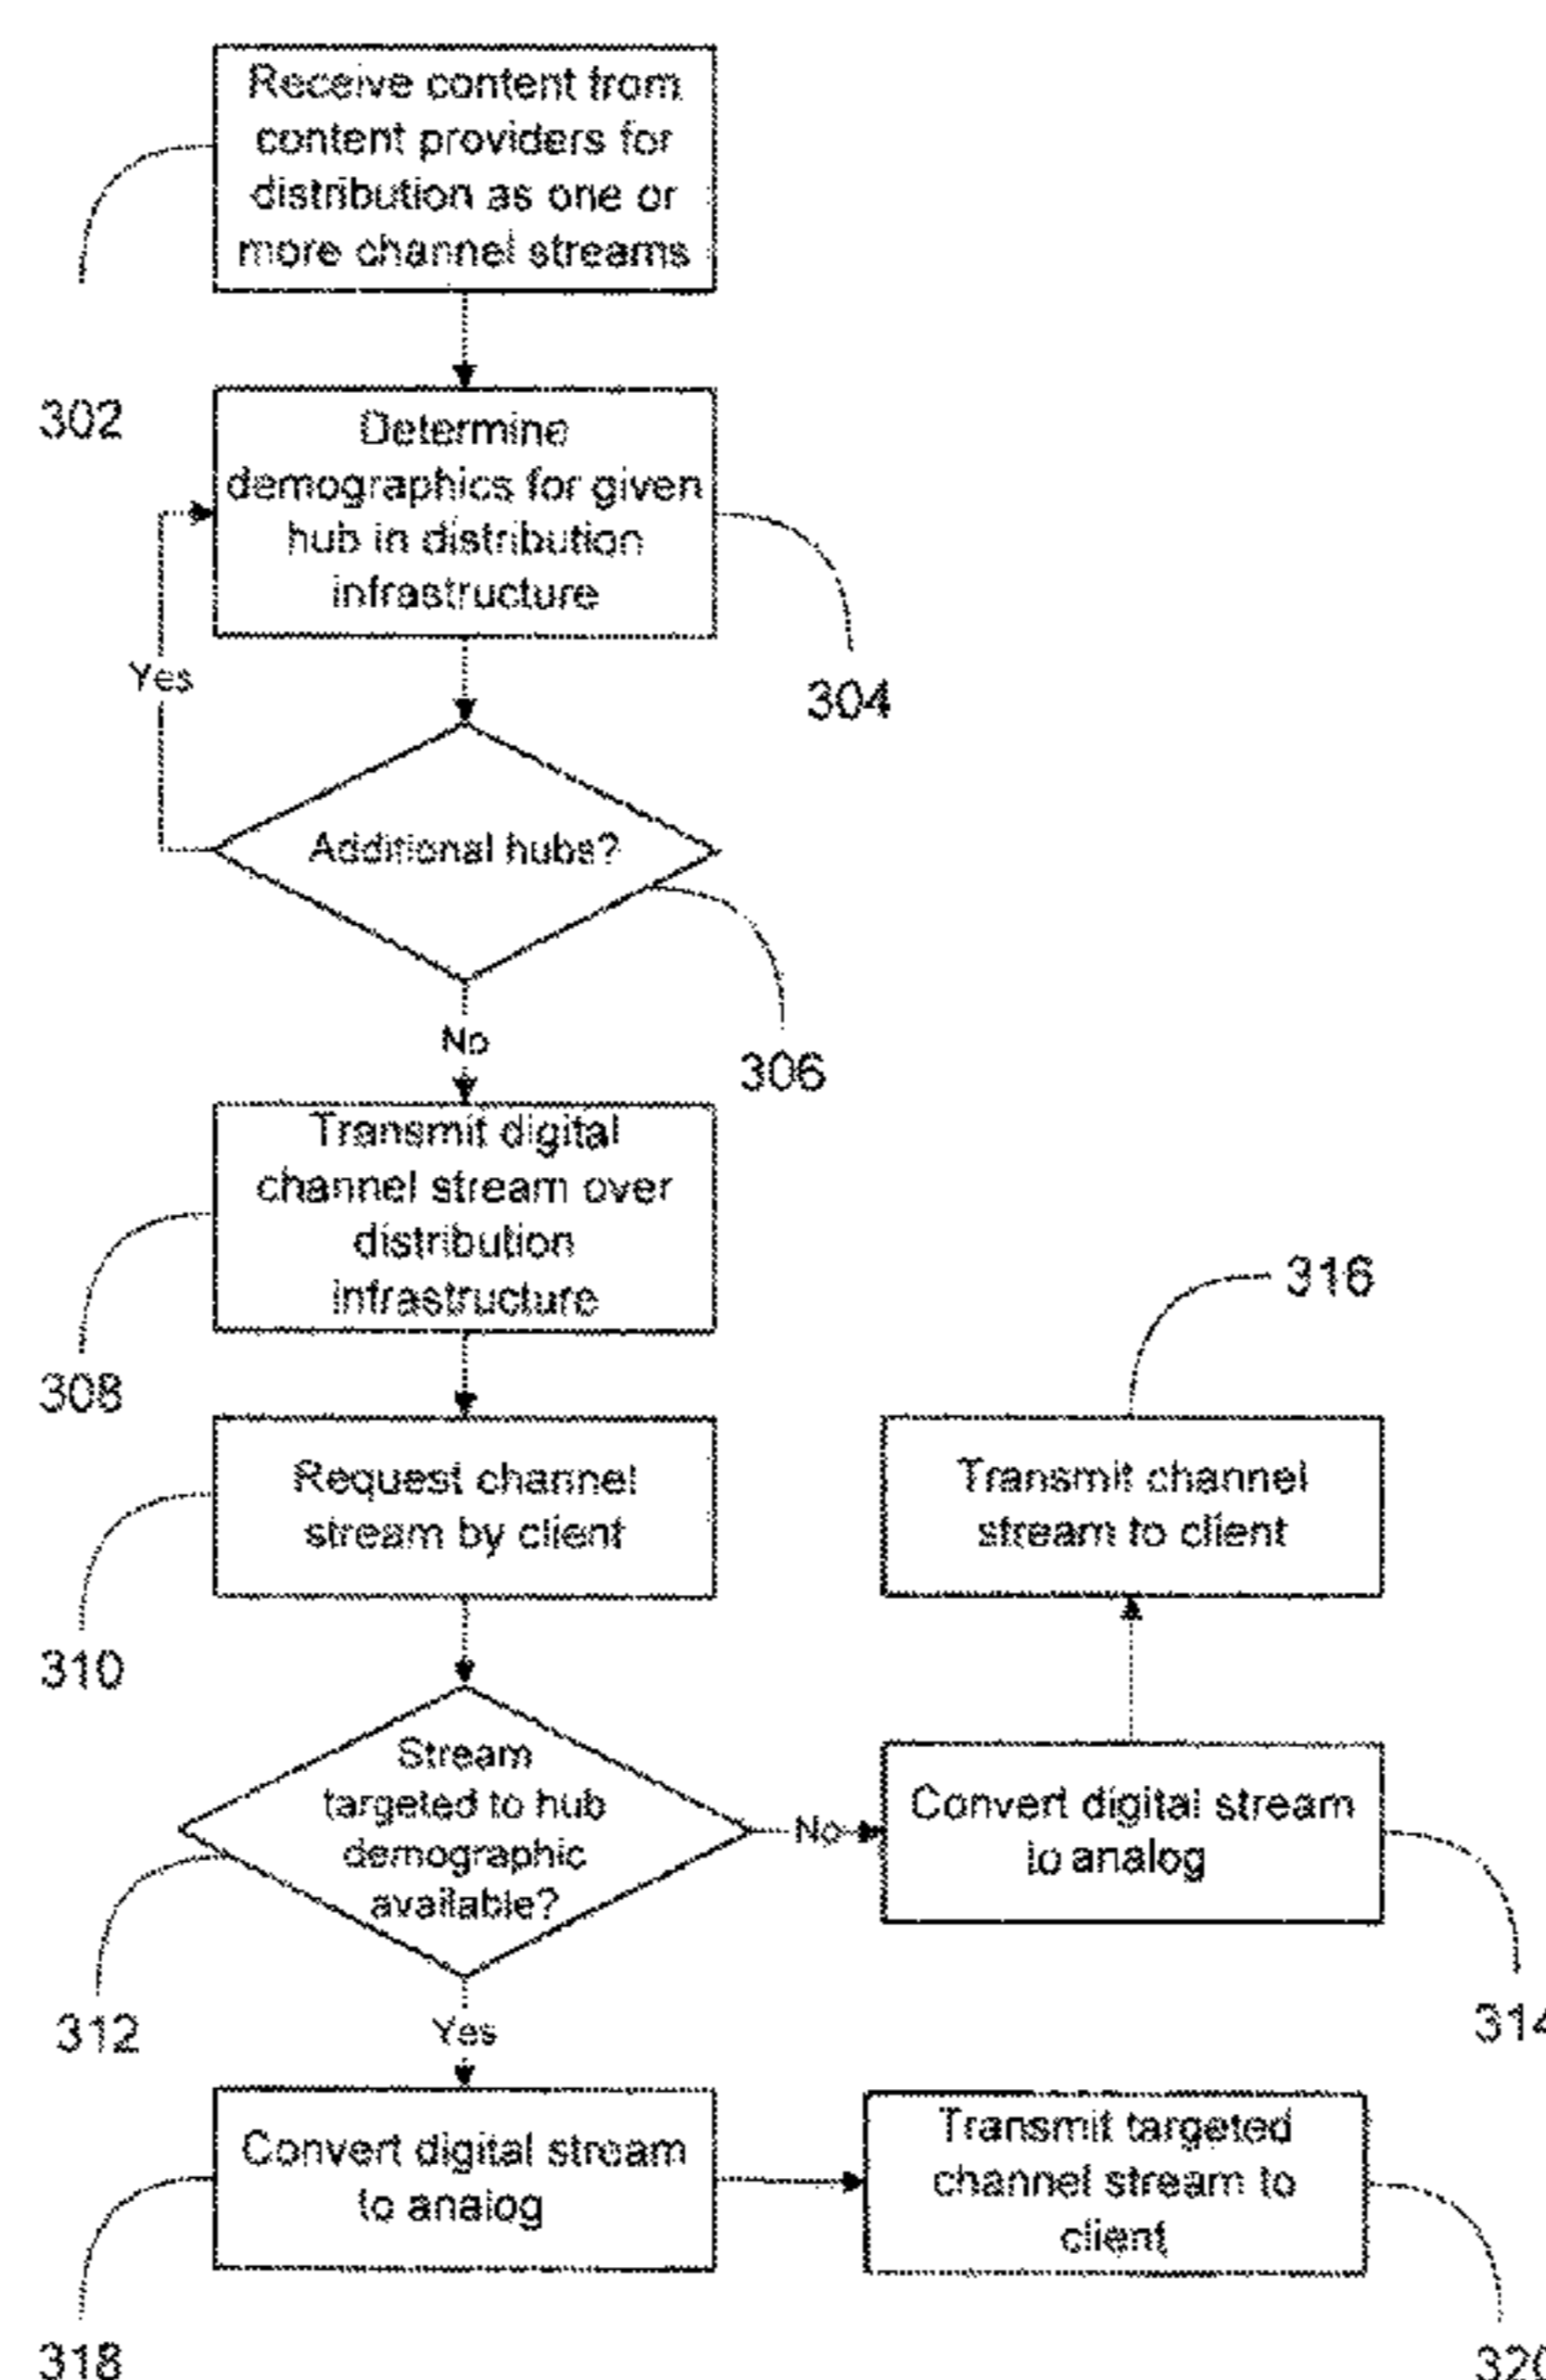 Receive content from
content providers for
distribution as one or
more channel streams
302
Determine
demographics for given
hub in distribution
infrastructure
304
Yes
Additional hubs?
306
No
Transmit digital
channel stream over
distribution
infrastructure
308
Request channel
stream by client
310
316
Transmit channel
stream to client
Stream
targeted to hub
demographic
available?
312
No
Convert digital stream
to analog
314
Yes
Convert digital stream
to analog
318
Transmit targeted
channel stream to
client
320